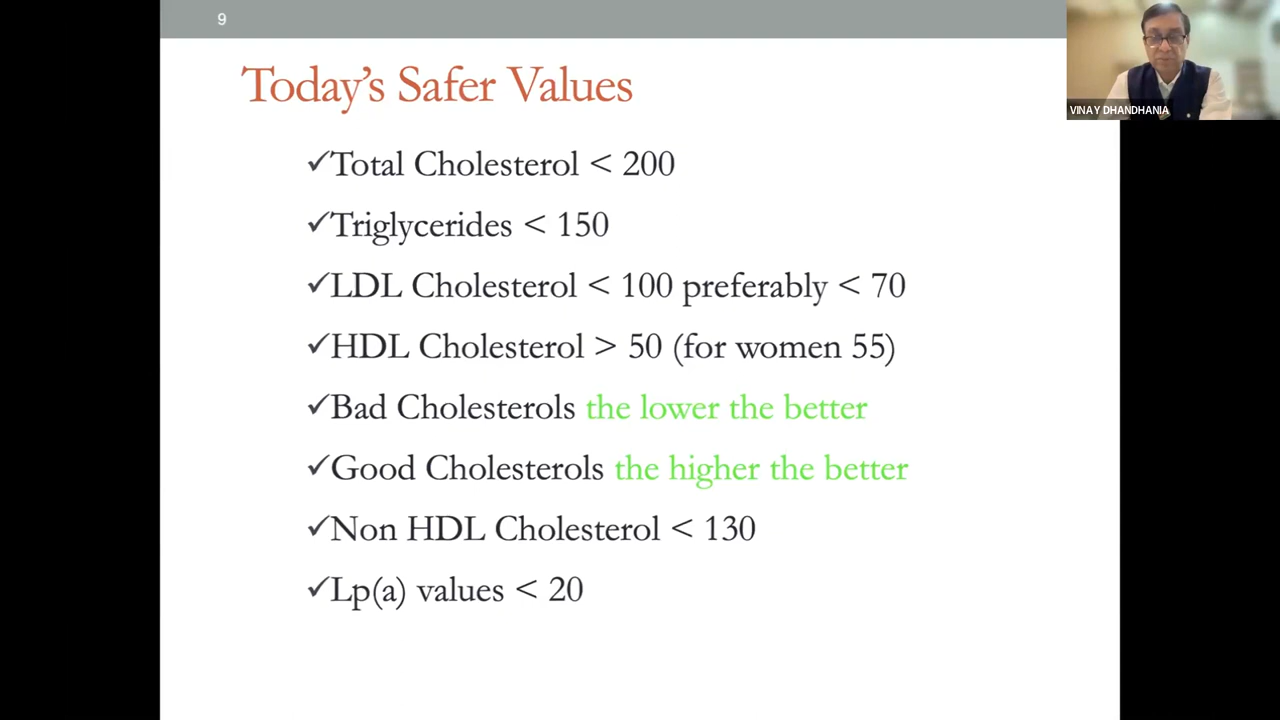 9
VINAY DHANDHANIA
Today's Safer Values
✓Total Cholesterol < 200
✓Triglycerides < 150
✓LDL Cholesterol < 100 preferably < 70
✓HDL Cholesterol > 50 (for women 55)
✓Bad Cholesterols the lower the better
✓Good Cholesterols the higher the better
✓Non HDL Cholesterol < 130
✓Lp(a) values < 20